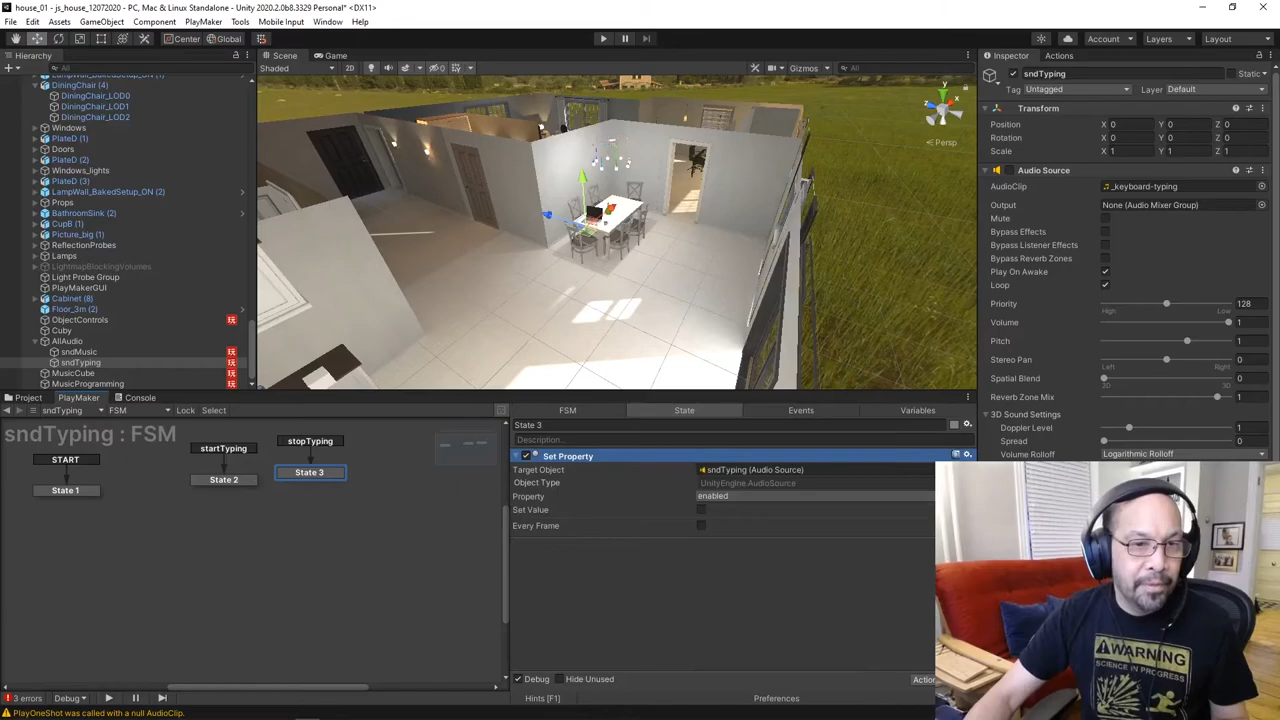 house_01 - js_house_12072020 - PC, Mac & Linux Standalone - Unity 2020.2.0b8.3329 Personal* <DX11>
File Edit Assets GameObject Component PlayMaker Tools Mobile Input Window Help
Center Global Account Layers Layout
Hierarchy
All
LampWall_BakedSetup_ON (1)
DiningChair (4)
DiningChair_LOD0
DiningChair_LOD1
DiningChair_LOD2
Windows
PlateD (1)
Doors
PlateD (2)
Windows_lights
PlateD (3)
LampWall_BakedSetup_ON (2)
Props
BathroomSink (2)
CupB (1)
Picture_big (1)
ReflectionProbes
Lamps
LightmapBlockingVolumes
Light Probe Group
PlayMakerGUI
Cabinet (8)
Floor_3m (2)
ObjectControls
Cuby
AllAudio
sndMusic
sndTyping
MusicCube
MusicProgramming
Scene Game
Shaded 2D 0 Gizmos All
y
x
z
Persp
Inspector Actions
sndTyping Static
Tag Untagged Layer Default
Transform
Position X 0 Y 0 Z 0
Rotation X 0 Y 0 Z 0
Scale X 1 Y 1 Z 1
Audio Source
AudioClip _keyboard-typing
Output None (Audio Mixer Group)
Mute
Bypass Effects
Bypass Listener Effects
Bypass Reverb Zones
Play On Awake
Loop
Priority 128
High Low
Volume 1
Pitch 1
Stereo Pan 0
Left Right
Spatial Blend 0
2D 3D
Reverb Zone Mix 1
3D Sound Settings
Doppler Level 1
Spread 0
Volume Rolloff Logarithmic Rolloff
Project PlayMaker Console
sndTyping FSM Lock Select
sndTyping : FSM
START
State 1
startTyping
State 2
stopTyping
State 3
FSM State Events Variables
State 3
Description...
Set Property
Target Object sndTyping (Audio Source)
Object Type UnityEngine.AudioSource
Property enabled
Set Value
Every Frame
Debug Hide Unused Action
3 errors Debug Hints [F1] Preferences
PlayOneShot was called with a null AudioClip.
WARNING
SCIENCE IN PROGRESS